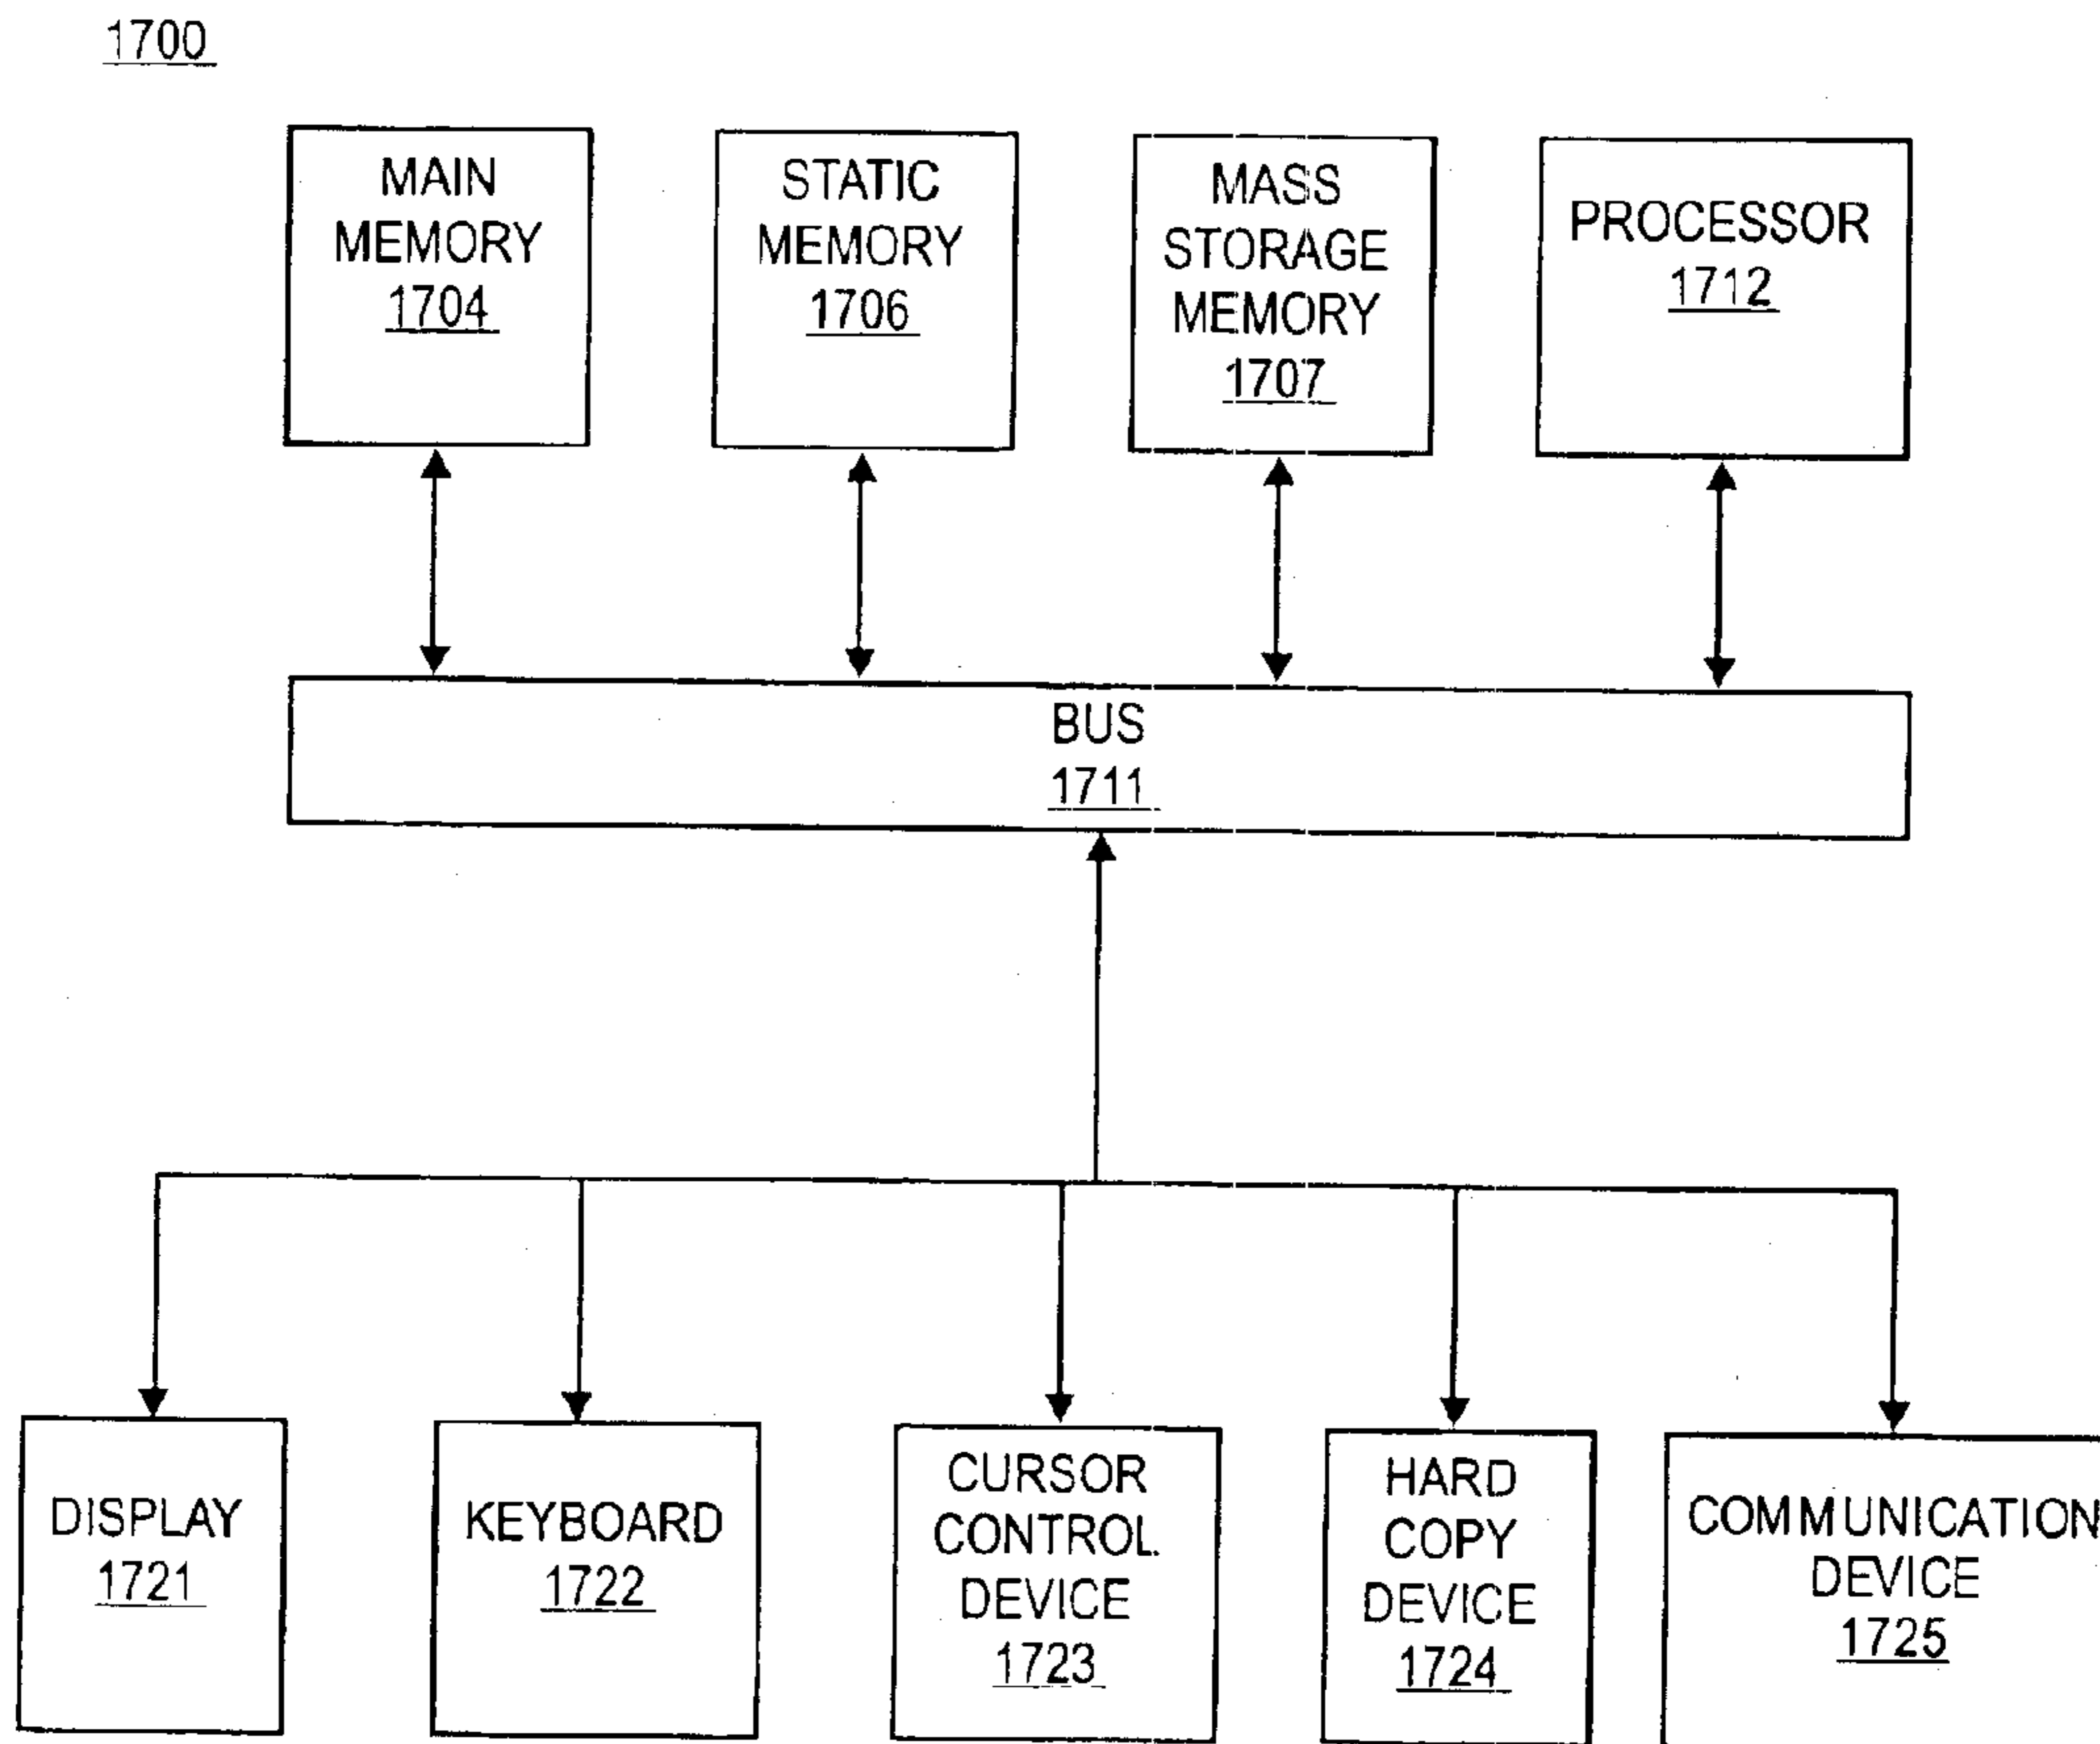 1700
MAIN
MEMORY
1704
STATIC
MEMORY
1706
MASS
STORAGE
MEMORY
1707
PROCESSOR
1712
BUS
1711
DISPLAY
1721
KEYBOARD
1722
CURSOR
CONTROL
DEVICE
1723
HARD
COPY
DEVICE
1724
COMMUNICATION
DEVICE
1725